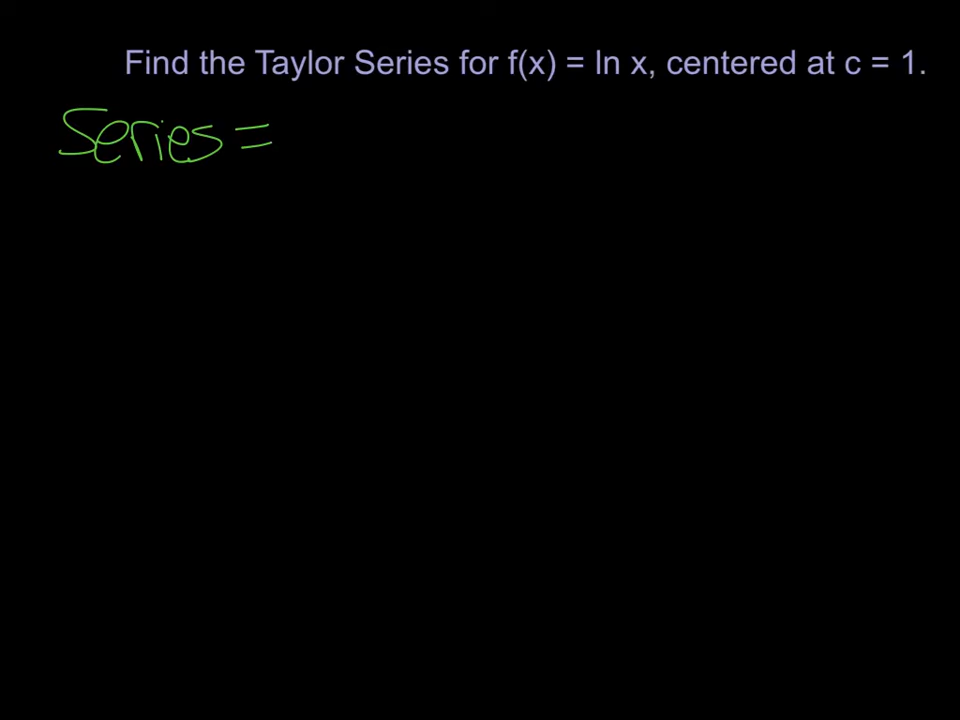 Find the Taylor Series for f(x) = ln x, centered at c = 1.
Series =